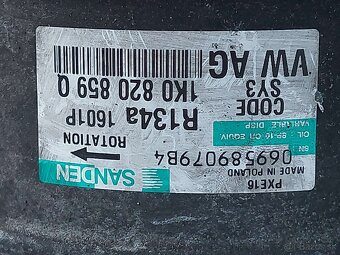 SANDEN
PXE16
MADE IN POLAND
SN :
069589079B4
OIL : SP-10 OR EQUIV
VARIABLE DISP
ROTATION
R134a 1601P
CODE
SY3
1K0 820 859 Q
VW AG